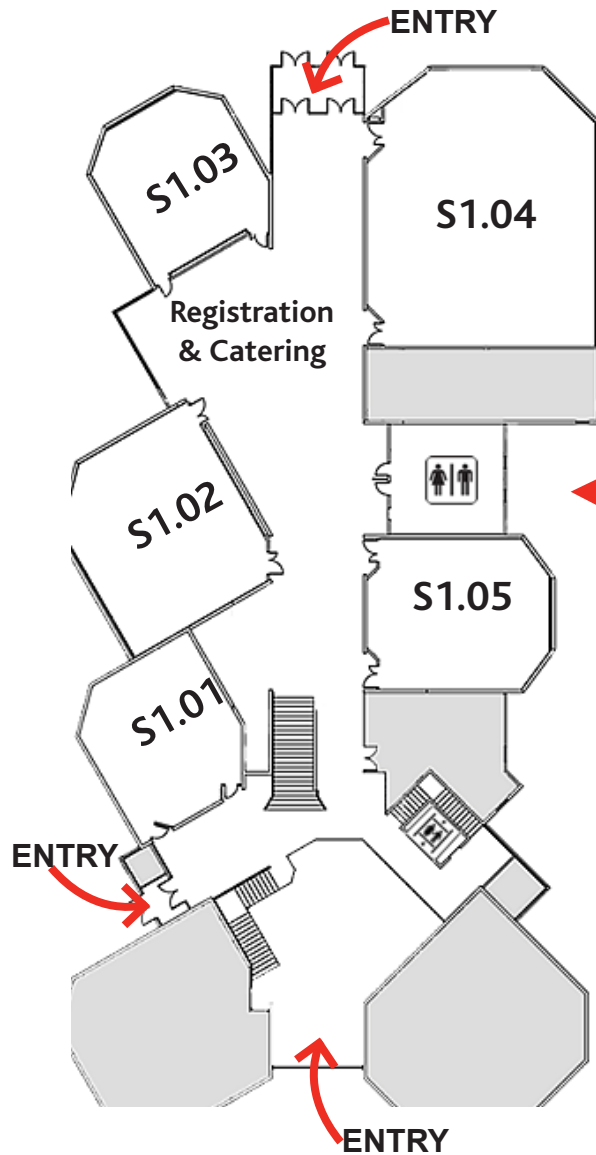 ENTRY
S1.03
S1.04
Registration
& Catering
S1.02
S1.05
S1.01
ENTRY
ENTRY